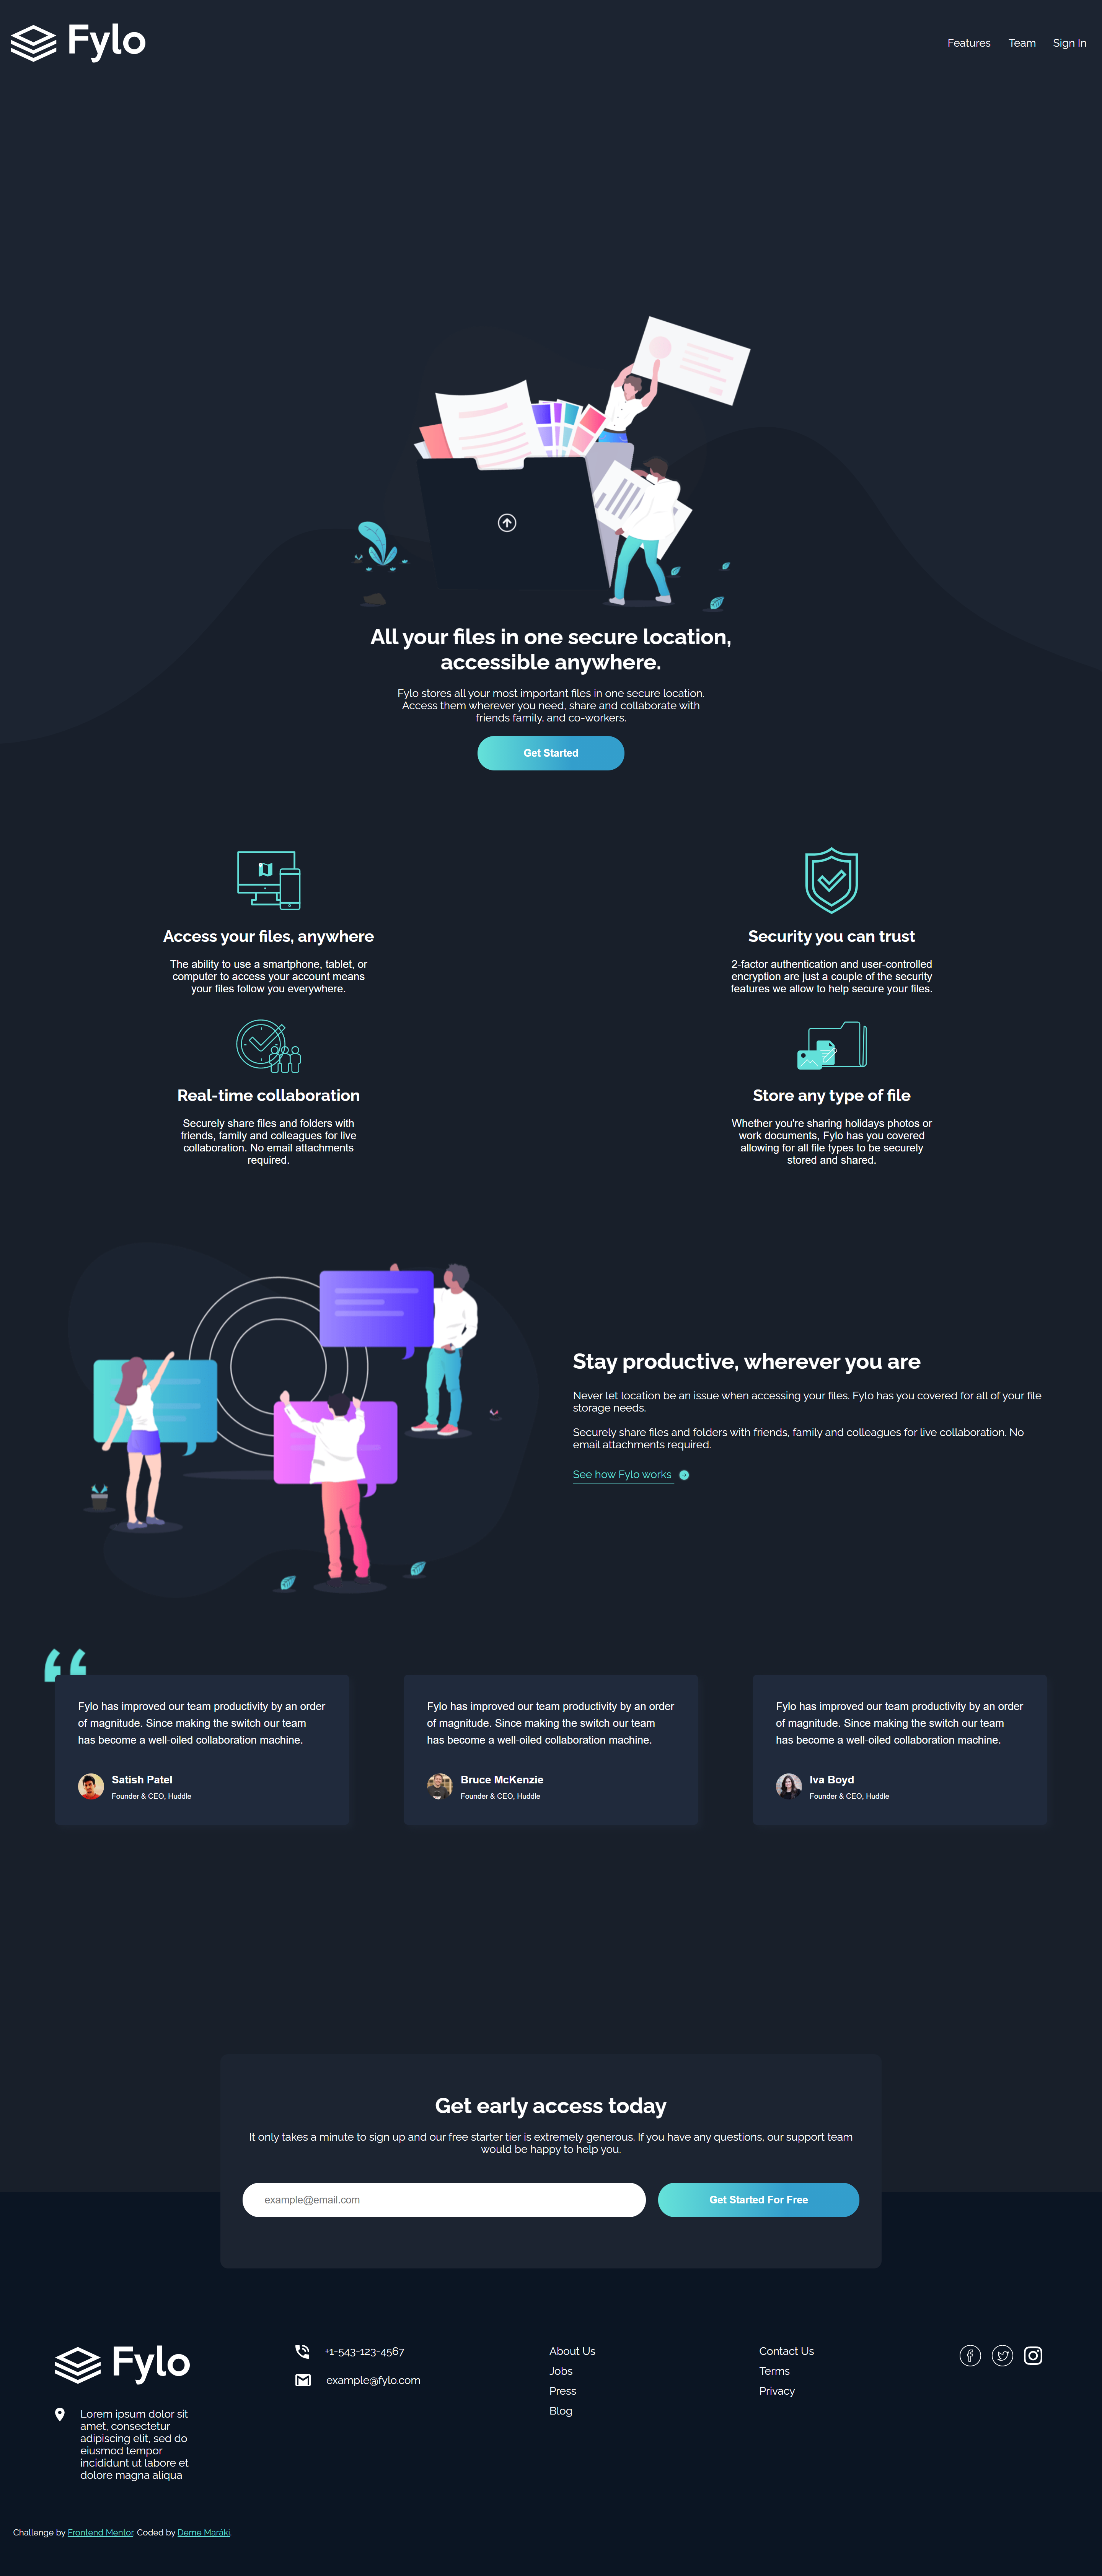 Fylo
Features Team Sign In
All your files in one secure location,
accessible anywhere.
Fylo stores all your most important files in one secure location.
Access them wherever you need, share and collaborate with
friends family, and co-workers.
Get Started
Access your files, anywhere
The ability to use a smartphone, tablet, or
computer to access your account means
your files follow you everywhere.
Security you can trust
2-factor authentication and user-controlled
encryption are just a couple of the security
features we allow to help secure your files.
Real-time collaboration
Securely share files and folders with
friends, family and colleagues for live
collaboration. No email attachments
required.
Store any type of file
Whether you're sharing holidays photos or
work documents, Fylo has you covered
allowing for all file types to be securely
stored and shared.
Stay productive, wherever you are
Never let location be an issue when accessing your files. Fylo has you covered for all of your file
storage needs.
Securely share files and folders with friends, family and colleagues for live collaboration. No
email attachments required.
See how Fylo works
Fylo has improved our team productivity by an order
of magnitude. Since making the switch our team
has become a well-oiled collaboration machine.
Satish Patel
Founder & CEO, Huddle
Fylo has improved our team productivity by an order
of magnitude. Since making the switch our team
has become a well-oiled collaboration machine.
Bruce McKenzie
Founder & CEO, Huddle
Fylo has improved our team productivity by an order
of magnitude. Since making the switch our team
has become a well-oiled collaboration machine.
Iva Boyd
Founder & CEO, Huddle
Get early access today
It only takes a minute to sign up and our free starter tier is extremely generous. If you have any questions, our support team
would be happy to help you.
example@email.com
Get Started For Free
Fylo
Lorem ipsum dolor sit
amet, consectetur
adipiscing elit, sed do
eiusmod tempor
incididunt ut labore et
dolore magna aliqua
+1-543-123-4567
example@fylo.com
About Us
Jobs
Press
Blog
Contact Us
Terms
Privacy
Challenge by Frontend Mentor. Coded by Deme Maráki.